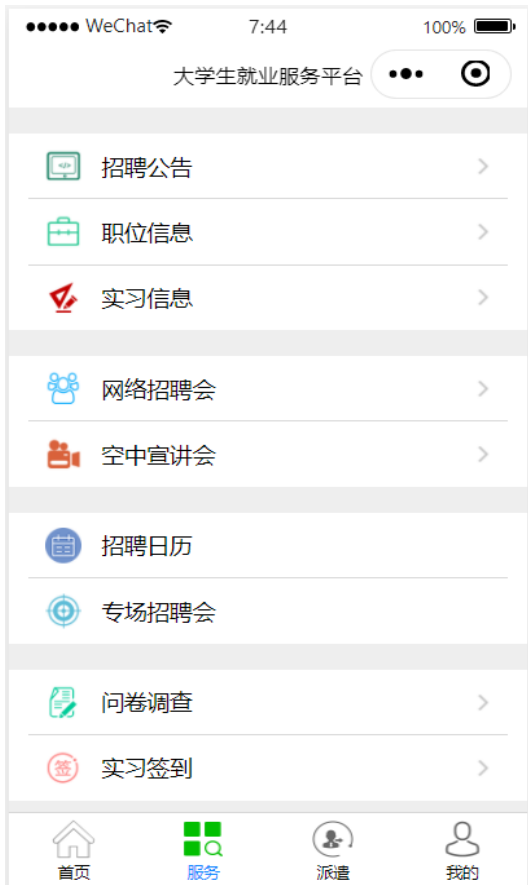 WeChat 7:44 100%
大学生就业服务平台
招聘公告
职位信息
实习信息
网络招聘会
空中宣讲会
招聘日历
专场招聘会
问卷调查
签 实习签到
首页 服务 派遣 我的